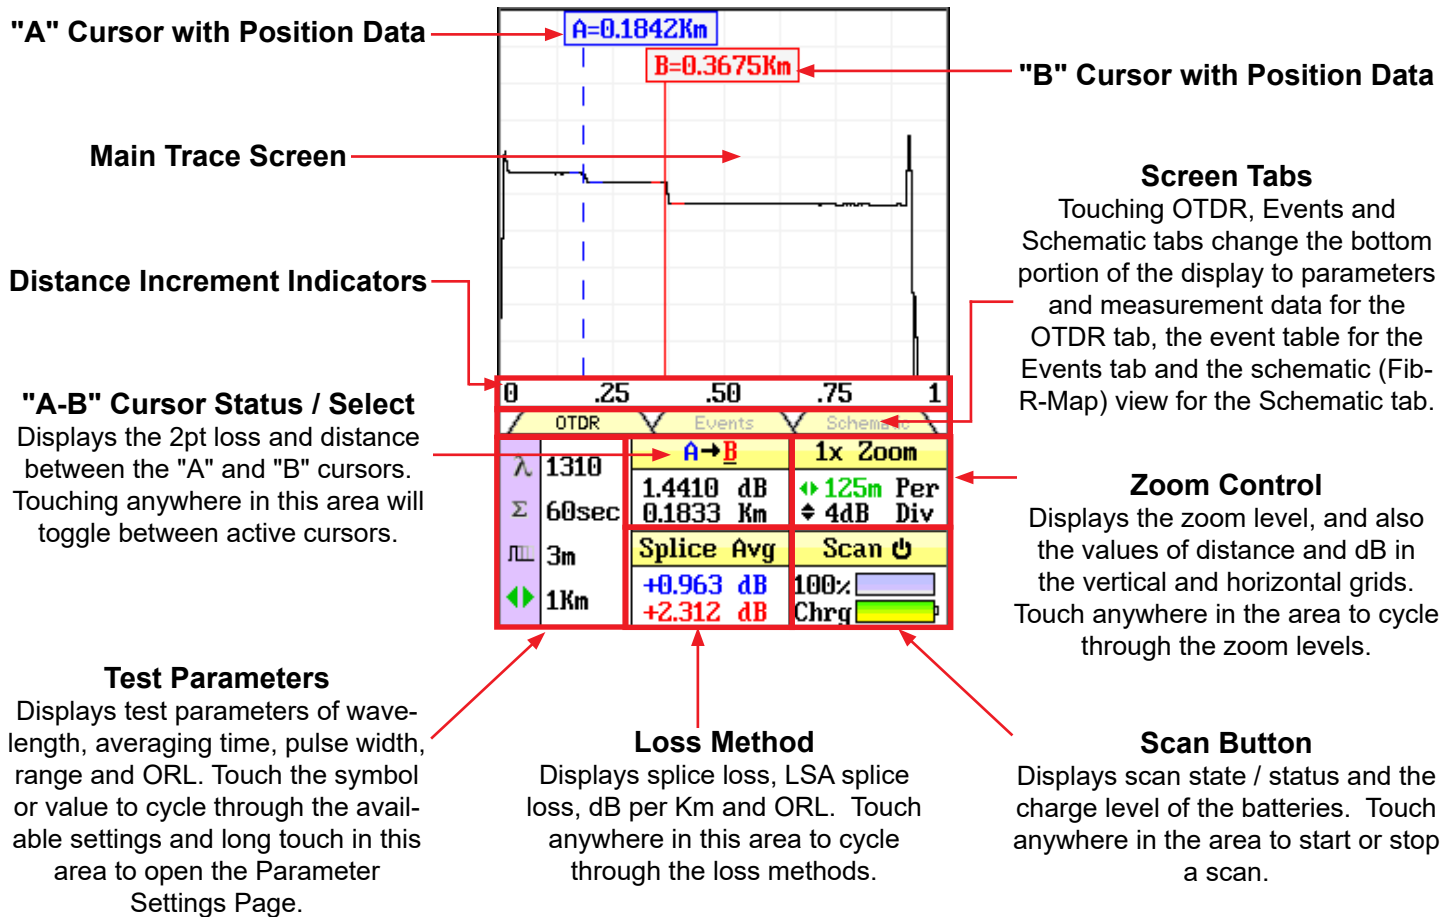 "A" Cursor with Position Data
A=0.1842Km
B=0.3675Km
"B" Cursor with Position Data
Main Trace Screen
Screen Tabs
Touching OTDR, Events and
Schematic tabs change the bottom
portion of the display to parameters
and measurement data for the
OTDR tab, the event table for the
Events tab and the schematic (Fib-
R-Map) view for the Schematic tab.
Distance Increment Indicators
0 .25 .50 .75 1
OTDR Events Schematic
"A-B" Cursor Status / Select
Displays the 2pt loss and distance
between the "A" and "B" cursors.
Touching anywhere in this area will
toggle between active cursors.
λ 1310
Σ 60sec
3m
1Km
A→B
1.4410 dB
0.1833 Km
1x Zoom
125m Per
4dB Div
Splice Avg
+0.963 dB
+2.312 dB
Scan
100%
Chrg
Zoom Control
Displays the zoom level, and also
the values of distance and dB in
the vertical and horizontal grids.
Touch anywhere in the area to cycle
through the zoom levels.
Test Parameters
Displays test parameters of wave-
length, averaging time, pulse width,
range and ORL. Touch the symbol
or value to cycle through the avail-
able settings and long touch in this
area to open the Parameter
Settings Page.
Loss Method
Displays splice loss, LSA splice
loss, dB per Km and ORL. Touch
anywhere in this area to cycle
through the loss methods.
Scan Button
Displays scan state / status and the
charge level of the batteries. Touch
anywhere in the area to start or stop
a scan.